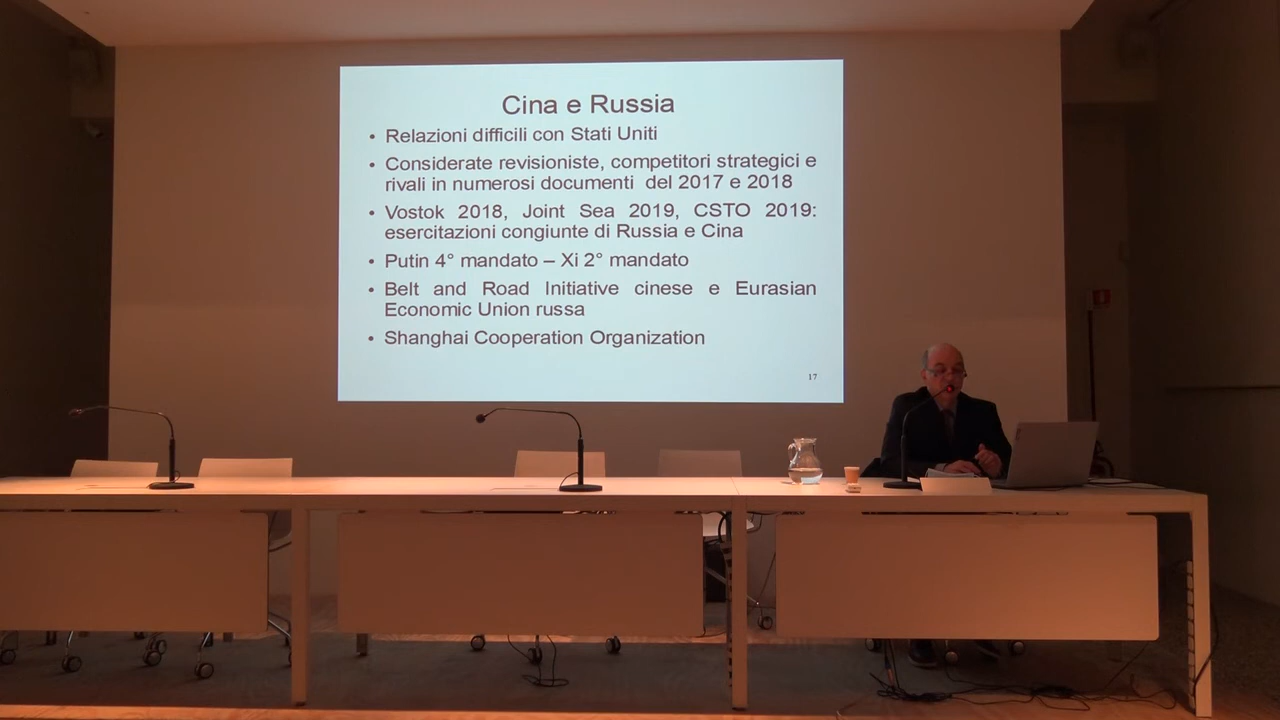 Cina e Russia
• Relazioni difficili con Stati Uniti
• Considerate revisioniste, competitori strategici e
rivali in numerosi documenti del 2017 e 2018
• Vostok 2018, Joint Sea 2019, CSTO 2019:
esercitazioni congiunte di Russia e Cina
• Putin 4° mandato – Xi 2° mandato
• Belt and Road Initiative cinese e Eurasian
Economic Union russa
• Shanghai Cooperation Organization
17